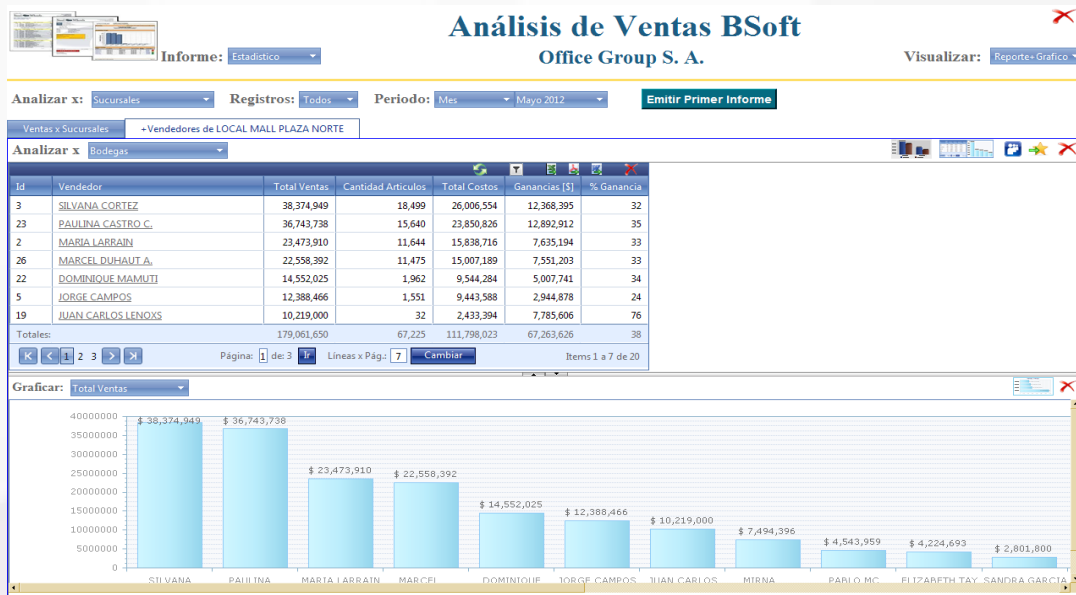 Análisis de Ventas BSoft
Informe: Estadistico Office Group S. A. Visualizar: Reporte+Grafico
Analizar x: Sucursales Registros: Todos Periodo: Mes Mayo 2012 Emitir Primer Informe
Ventas x Sucursales +Vendedores de LOCAL MALL PLAZA NORTE
Analizar x Bodegas
Id Vendedor Total Ventas Cantidad Articulos Total Costos Ganancias [$] % Ganancia
3 SILVANA CORTEZ 38,374,949 18,499 26,006,554 12,368,395 32
23 PAULINA CASTRO C. 36,743,738 15,640 23,850,826 12,892,912 35
2 MARIA LARRAIN 23,473,910 11,644 15,838,716 7,635,194 33
26 MARCEL DUHAUT A. 22,558,392 11,475 15,007,189 7,551,203 33
22 DOMINIQUE MAMUTI 14,552,025 1,962 9,544,284 5,007,741 34
5 JORGE CAMPOS 12,388,466 1,551 9,443,588 2,944,878 24
19 JUAN CARLOS LENOXS 10,219,000 32 2,433,394 7,785,606 76
Totales: 179,061,650 67,225 111,798,023 67,263,626 38
1 2 3 Página: 1 de: 3 Ir Líneas x Pág.: 7 Cambiar Items 1 a 7 de 20
Graficar: Total Ventas
40000000
35000000
30000000
25000000
20000000
15000000
10000000
5000000
0
$ 38,374,949 $ 36,743,738 $ 23,473,910 $ 22,558,392 $ 14,552,025 $ 12,388,466 $ 10,219,000 $ 7,494,396 $ 4,543,959 $ 4,224,693 $ 2,801,800
SILVANA PAULINA MARIA LARRAIN MARCEL DOMINIQUE JORGE CAMPOS JUAN CARLOS MIRNA PABLO MC ELIZABETH TAY SANDRA GARCIA